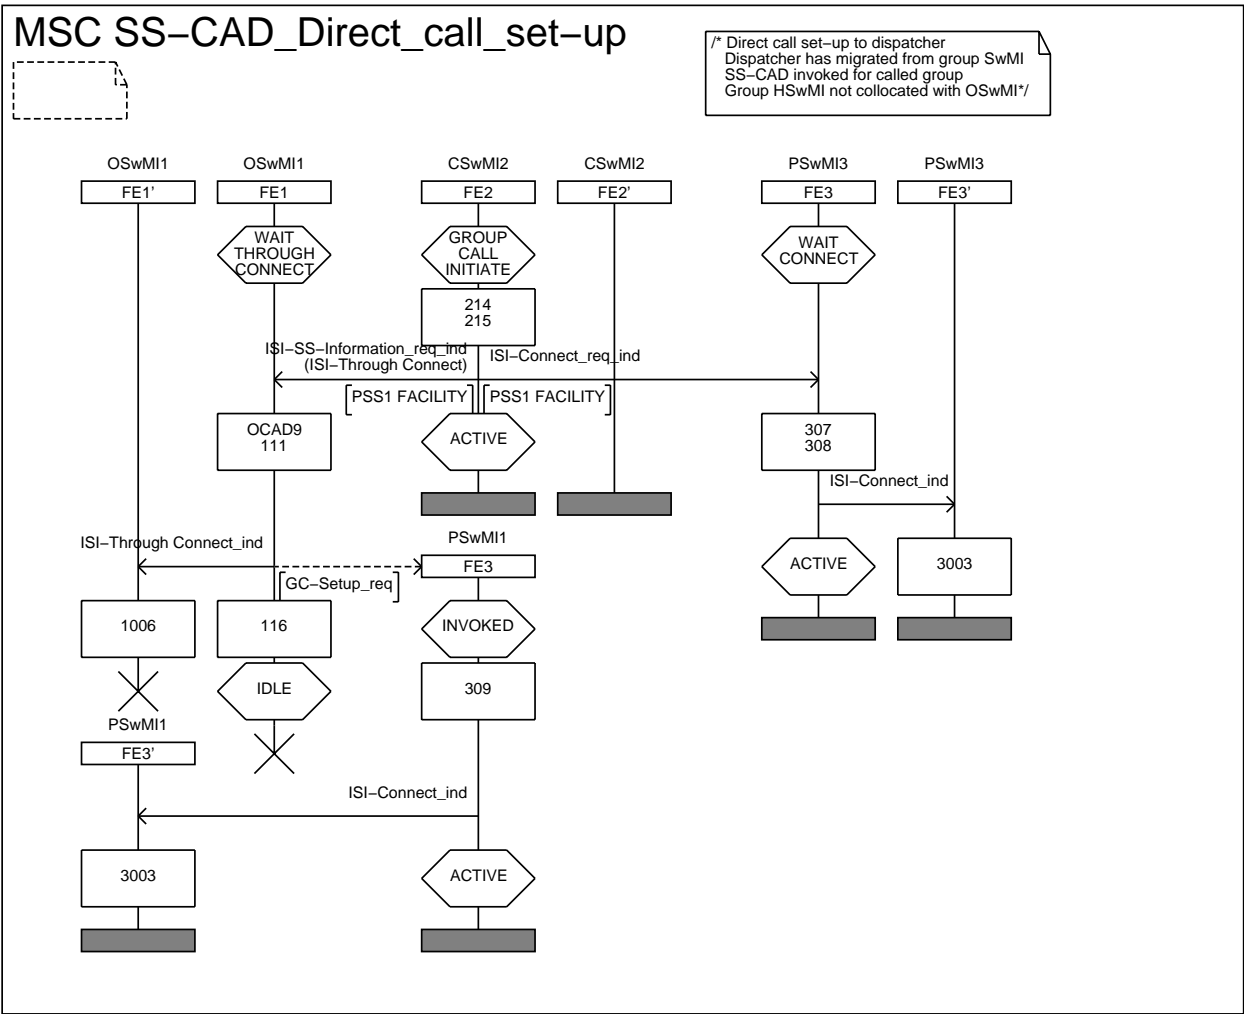 MSC SS−CAD_Direct_call_set−up
/* Direct call set−up to dispatcher
Dispatcher has migrated from group SwMI
SS−CAD invoked for called group
Group HSwMI not collocated with OSwMI*/
OSwMI1 OSwMI1 CSwMI2 CSwMI2 PSwMI3 PSwMI3
FE1' FE1 FE2 FE2' FE3 FE3'
WAIT
THROUGH
CONNECT
GROUP
CALL
INITIATE
WAIT
CONNECT
214
215
ISI−SS−Information_req_ind
(ISI−Through Connect)
ISI−Connect_req_ind
PSS1 FACILITY PSS1 FACILITY
OCAD9
111
ACTIVE
307
308
ISI−Connect_ind
ISI−Through Connect_ind
PSwMI1
FE3
GC−Setup_req
ACTIVE
3003
1006
116
INVOKED
IDLE
309
PSwMI1
FE3'
ISI−Connect_ind
3003
ACTIVE